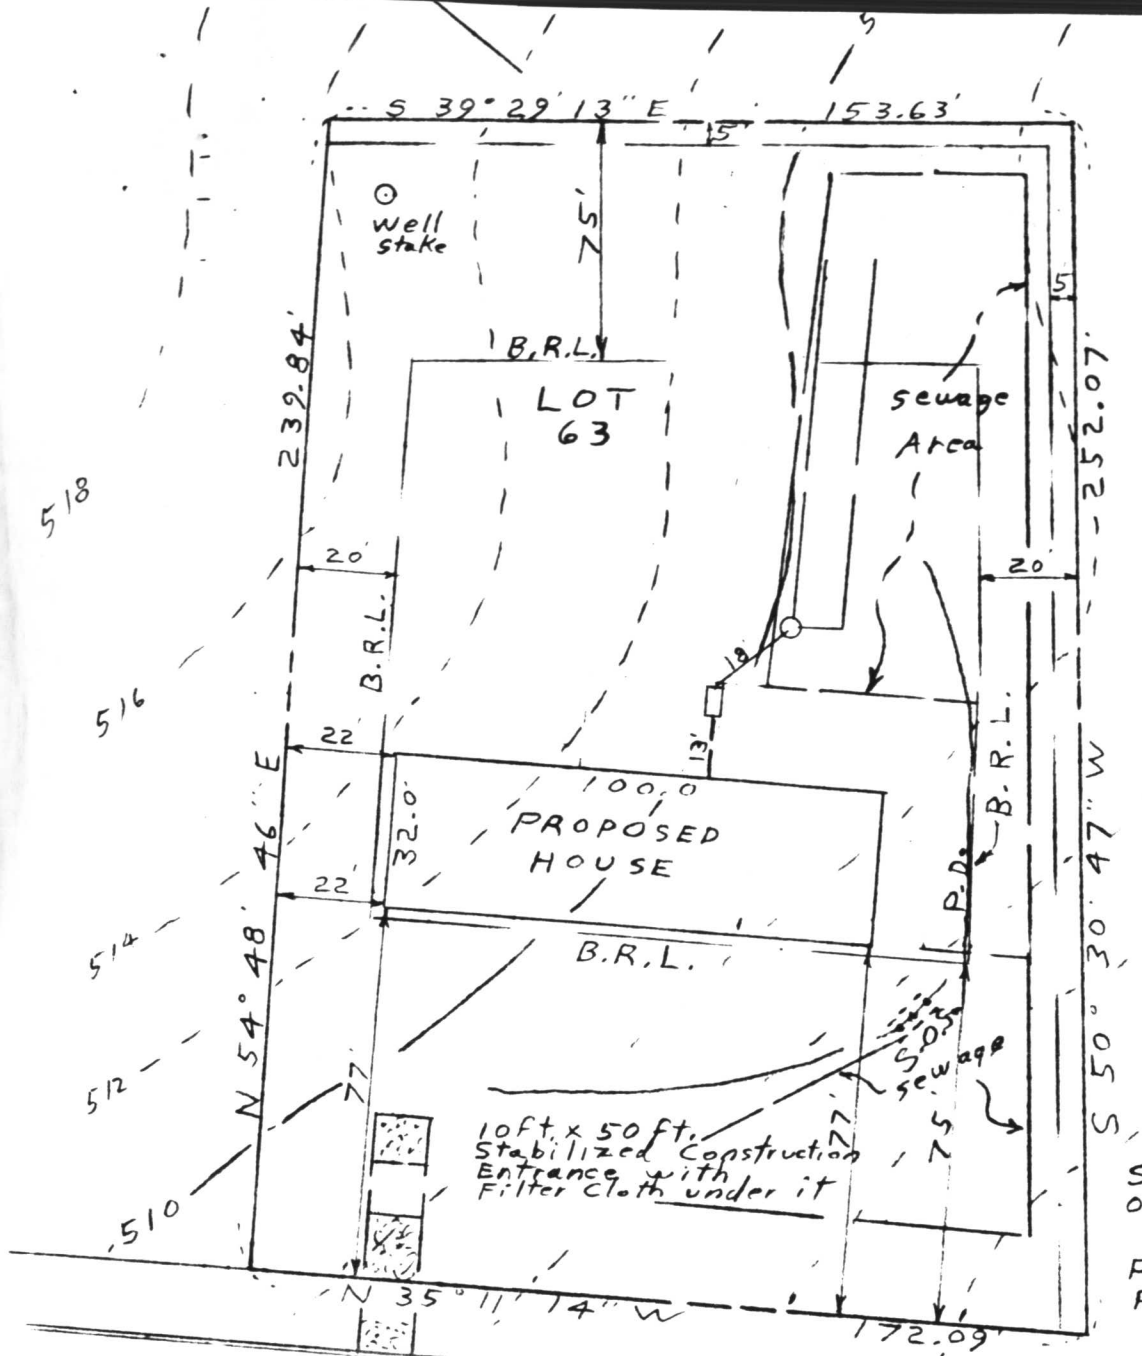 S 39° 29' 13" E 153.63'
5'
Well
stake
75'
5
B.R.L.
LOT
63
sewage
Area
239.84'
252.07'
518
20'
20'
B.R.L.
18'
516
22'
13'
B.R.L.
100.0
PROPOSED
HOUSE
32.0'
P.D.
22'
514
B.R.L.
N 54° 48' 46" E
S 50° 30' 47" W
S.O.S.
sewage
77'
77'
75'
512
10ft. x 50ft.
Stabilized Construction
Entrance with
Filter Cloth under it
510
N 35° 11' 14" W
172.09'